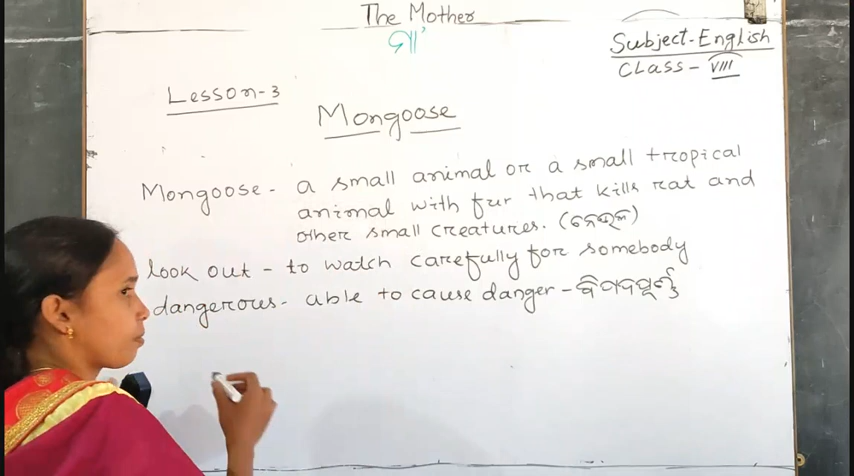 The Mother
ମା
Subject-English
Class- VIII
Lesson-3
Mongoose
Mongoose - a small animal or a small tropical
animal with fur that kills rat and
other small creatures. (ନେଉଳ)
look out - to watch carefully for somebody
dangerous- able to cause danger - ବିପଦପୂର୍ଣ୍ଣ